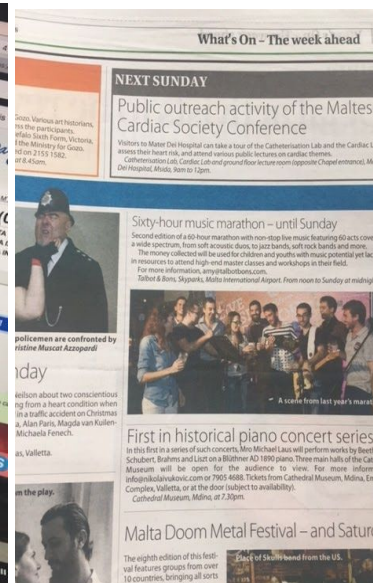 What's On – The week ahead
NEXT SUNDAY
Public outreach activity of the Maltes
Cardiac Society Conference
Visitors to Mater Dei Hospital can take a tour of the Catheterisation Lab and the Cardiac L
assess their heart risk, and attend various public lectures on cardiac themes.
Catheterisation Lab, Cardiac Lab and ground floor lecture room (opposite Chapel entrance), M
Dei Hospital, Msida, 9am to 12pm.
Gozo. Various art historians,
the participants.
Sixth Form, Victoria,
the Ministry for Gozo.
ed on 2155 1582.
at 8.45am.
Sixty-hour music marathon – until Sunday
Second edition of a 60-hour marathon with non-stop live music featuring 60 acts cove
a wide spectrum, from soft acoustic duos, to jazz bands, soft rock bands and more.
The money collected will be used for children and youths with music potential yet lac
in resources to attend high-end master classes and workshops in their field.
For more information, amy@talbotbons.com.
Talbot & Bons, Skyparks, Malta International Airport. From noon to Sunday at midnigh
policemen are confronted by
ristine Muscat Azzopardi
day
Neilson about two conscientious
ng from a heart condition when
in a traffic accident on Christmas
a, Alan Paris, Magda van Kuilen-
Michaela Fenech.
as, Valletta.
m the play.
A scene from last year's marat
First in historical piano concert series
In this first in a series of such concerts, Mro Michael Laus will perform works by Beeth
Schubert, Brahms and Liszt on a Blüthner AD 1890 piano. Three main halls of the Cat
Museum will be open for the audience to view. For more inform
info@nikolaivukovic.com or 7905 4688. Tickets from Cathedral Museum, Mdina, Em
Complex, Valletta, or at the door (subject to availability).
Cathedral Museum, Mdina, at 7.30pm.
Malta Doom Metal Festival – and Satur
The eighth edition of this festi-
val features groups from over
10 countries, bringing all sorts
Place of Skulls bend from the US.